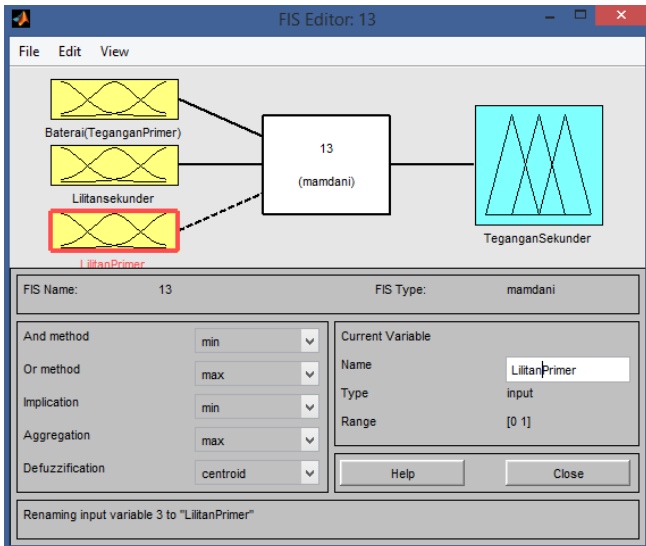 FIS Editor: 13
File Edit View
Baterai(TeganganPrimer)
Lilitansekunder
LilitanPrimer
13
(mamdani)
TeganganSekunder
FIS Name: 13 FIS Type: mamdani
And method min
Or method max
Implication min
Aggregation max
Defuzzification centroid
Current Variable
Name LilitanPrimer
Type input
Range [0 1]
Help Close
Renaming input variable 3 to "LilitanPrimer"